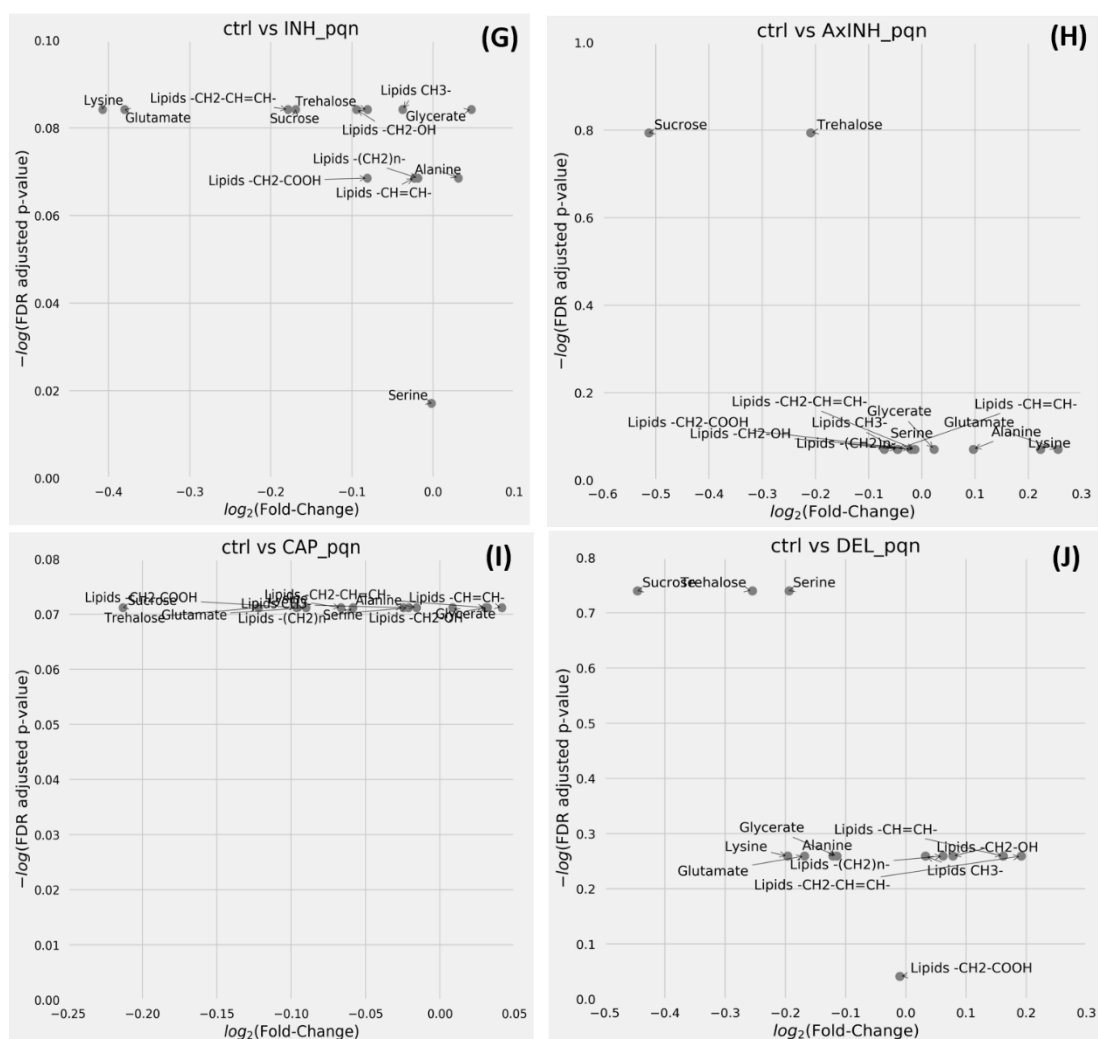 ctrl vs INH_pqn
(G)
−log(FDR adjusted p-value)
0.10
0.08
0.06
0.04
0.02
0.00
Lysine
Glutamate
Lipids -CH2-CH=CH-
Sucrose
Trehalose
Lipids CH3-
Glycerate
Lipids -CH2-OH
Lipids -(CH2)n-
Alanine
Lipids -CH2-COOH
Lipids -CH=CH-
Serine
−0.4 −0.3 −0.2 −0.1 0.0 0.1
log2(Fold-Change)
ctrl vs AxINH_pqn
(H)
−log(FDR adjusted p-value)
1.0
0.8
0.6
0.4
0.2
0.0
Sucrose
Trehalose
Lipids -CH2-CH=CH-
Lipids -CH=CH-
Glycerate
Lipids -CH2-COOH
Lipids CH3-
Glutamate
Lipids -CH2-OH
Serine
Alanine
Lipids -(CH2)n-
Lysine
−0.6 −0.5 −0.4 −0.3 −0.2 −0.1 0.0 0.1 0.2 0.3
log2(Fold-Change)
ctrl vs CAP_pqn
(I)
−log(FDR adjusted p-value)
0.08
0.07
0.06
0.05
0.04
0.03
0.02
0.01
0.00
Lipids -CH2-COOH
Lipids -CH2-CH=CH-
Lipids -CH=CH-
Sucrose
Alanine
Trehalose
Glutamate
Lipids -(CH2)n-
Serine
Lipids -CH2-OH
Glycerate
−0.25 −0.20 −0.15 −0.10 −0.05 0.00 0.05
log2(Fold-Change)
ctrl vs DEL_pqn
(J)
−log(FDR adjusted p-value)
0.8
0.7
0.6
0.5
0.4
0.3
0.2
0.1
0.0
Sucrose
Trehalose
Serine
Glycerate
Lipids -CH=CH-
Lysine
Alanine
Lipids -CH2-OH
Glutamate
Lipids -(CH2)n-
Lipids CH3-
Lipids -CH2-CH=CH-
Lipids -CH2-COOH
−0.5 −0.4 −0.3 −0.2 −0.1 0.0 0.1 0.2 0.3
log2(Fold-Change)